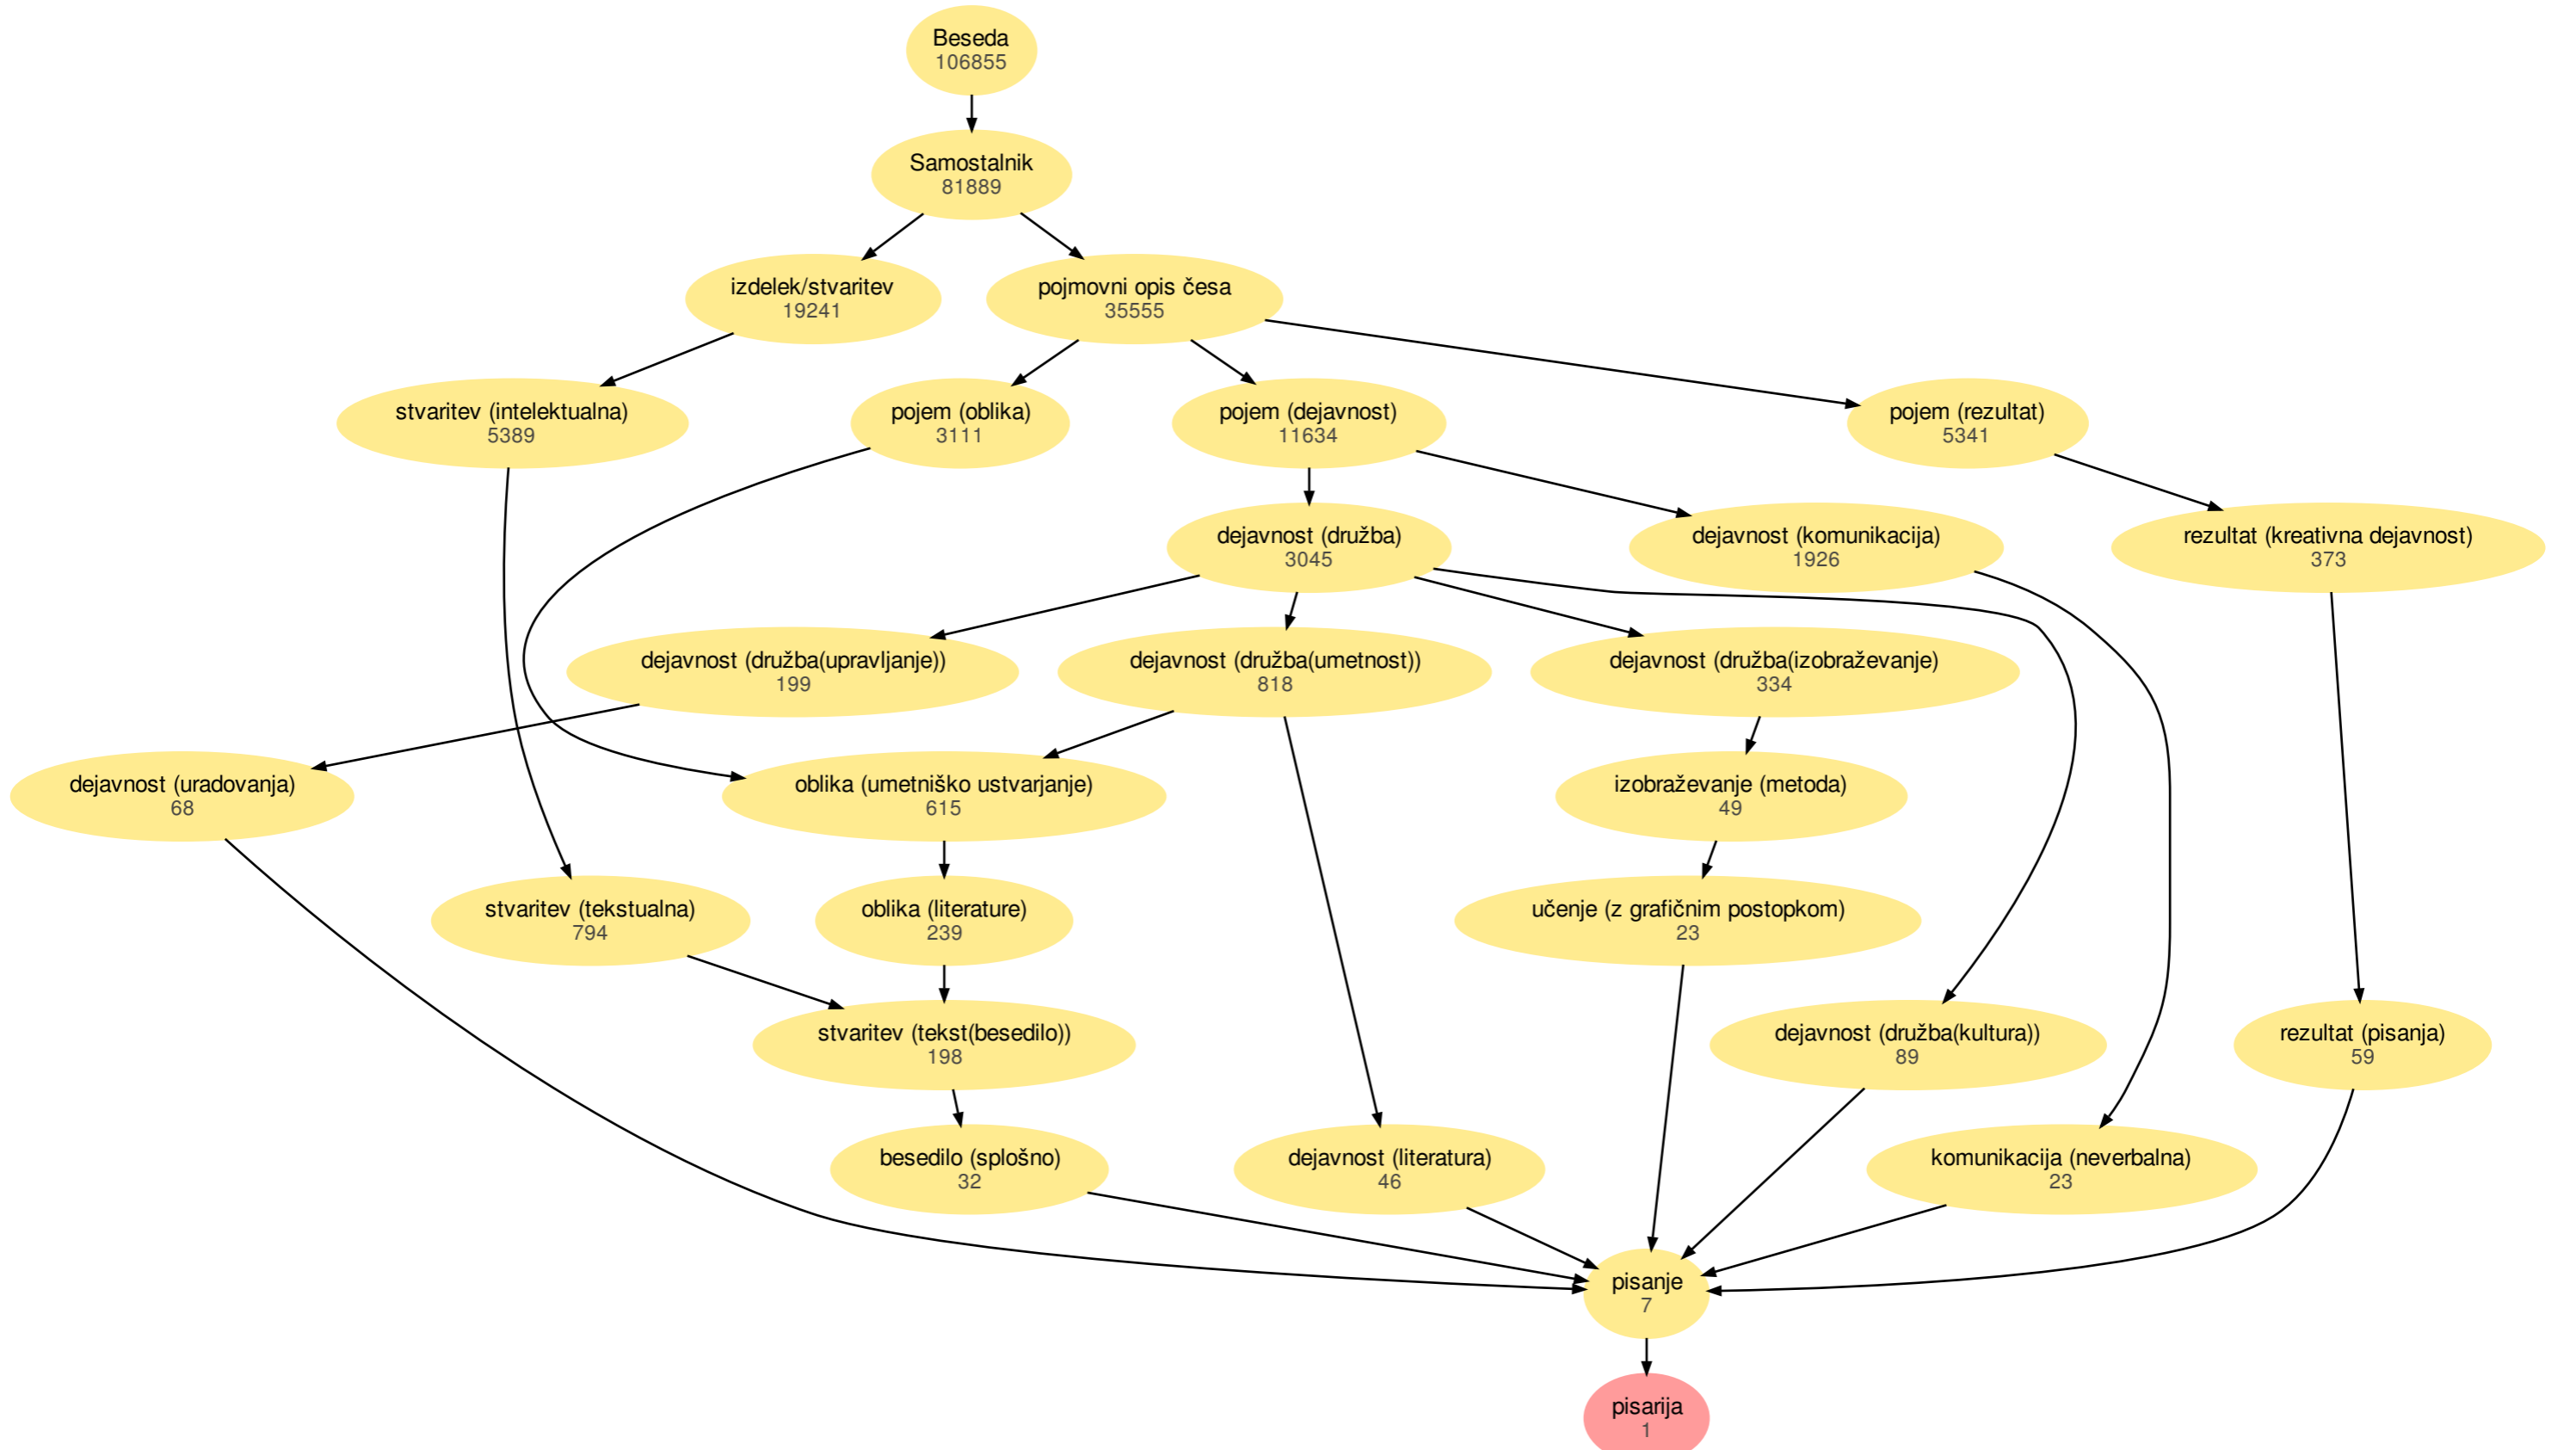 Beseda
106855
Samostalnik
81889
izdelek/stvaritev
19241
pojmovni opis česa
35555
stvaritev (intelektualna)
5389
pojem (oblika)
3111
pojem (dejavnost)
11634
pojem (rezultat)
5341
dejavnost (družba)
3045
dejavnost (komunikacija)
1926
rezultat (kreativna dejavnost)
373
dejavnost (družba(upravljanje))
199
dejavnost (družba(umetnost))
818
dejavnost (družba(izobraževanje)
334
dejavnost (uradovanja)
68
oblika (umetniško ustvarjanje)
615
izobraževanje (metoda)
49
stvaritev (tekstualna)
794
oblika (literature)
239
učenje (z grafičnim postopkom)
23
stvaritev (tekst(besedilo))
198
dejavnost (družba(kultura))
89
rezultat (pisanja)
59
besedilo (splošno)
32
dejavnost (literatura)
46
komunikacija (neverbalna)
23
pisanje
7
pisarija
1